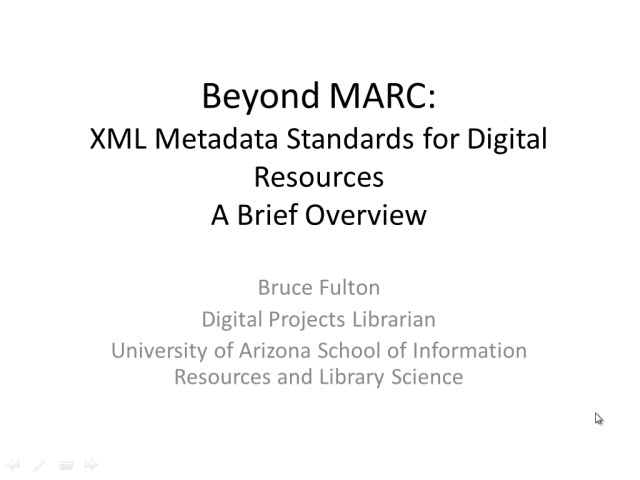 Beyond MARC:
XML Metadata Standards for Digital
Resources
A Brief Overview
Bruce Fulton
Digital Projects Librarian
University of Arizona School of Information
Resources and Library Science